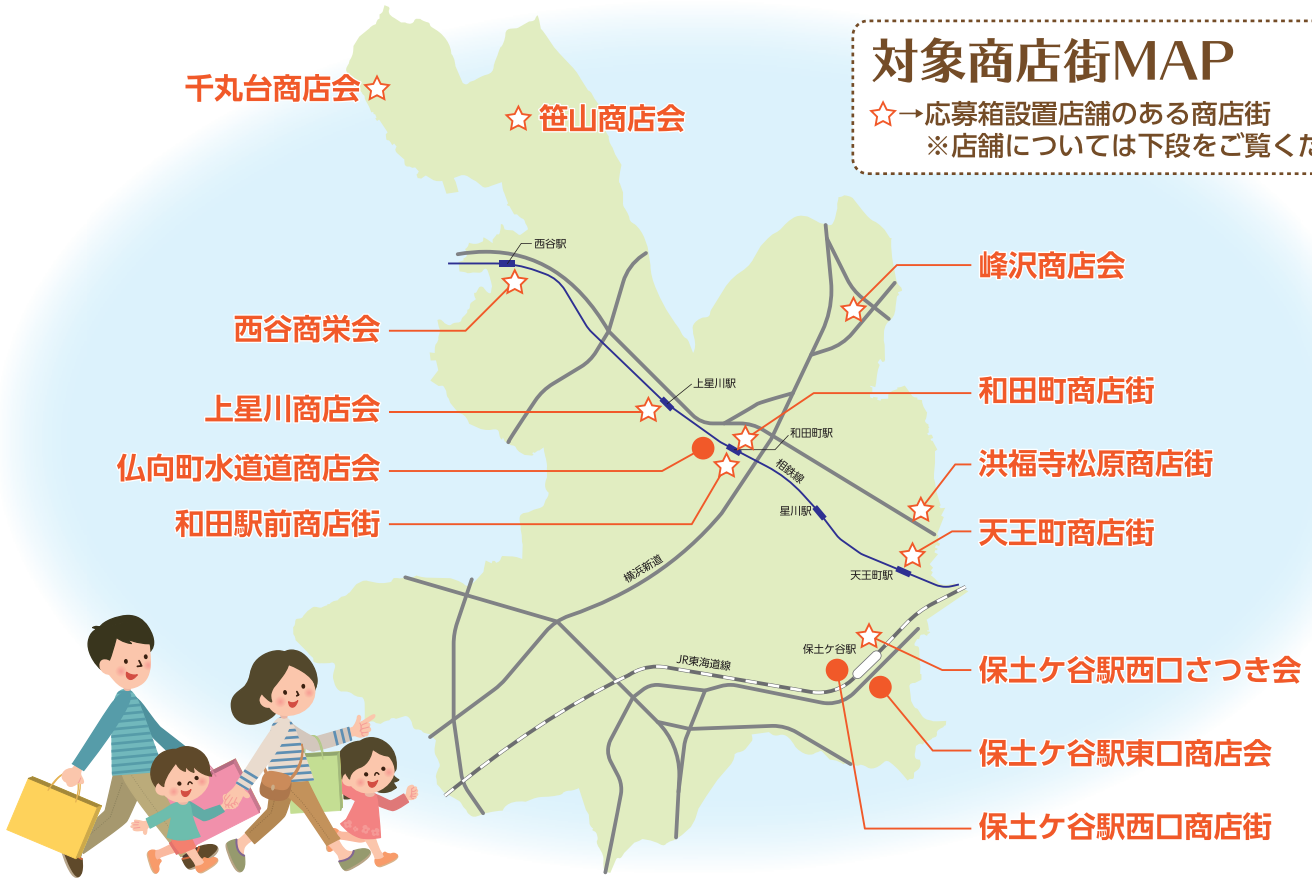 対象商店街MAP
☆→応募箱設置店舗のある商店街
※店舗については下段をご覧くだ
千丸台商店会
笹山商店会
西谷駅
峰沢商店会
西谷商栄会
上星川駅
和田町商店街
上星川商店会
和田町駅
仏向町水道道商店会
相鉄線
洪福寺松原商店街
和田駅前商店街
星川駅
天王町商店街
横浜新道
天王町駅
保土ケ谷駅
JR東海道線
保土ケ谷駅西口さつき会
保土ケ谷駅東口商店会
保土ケ谷駅西口商店街